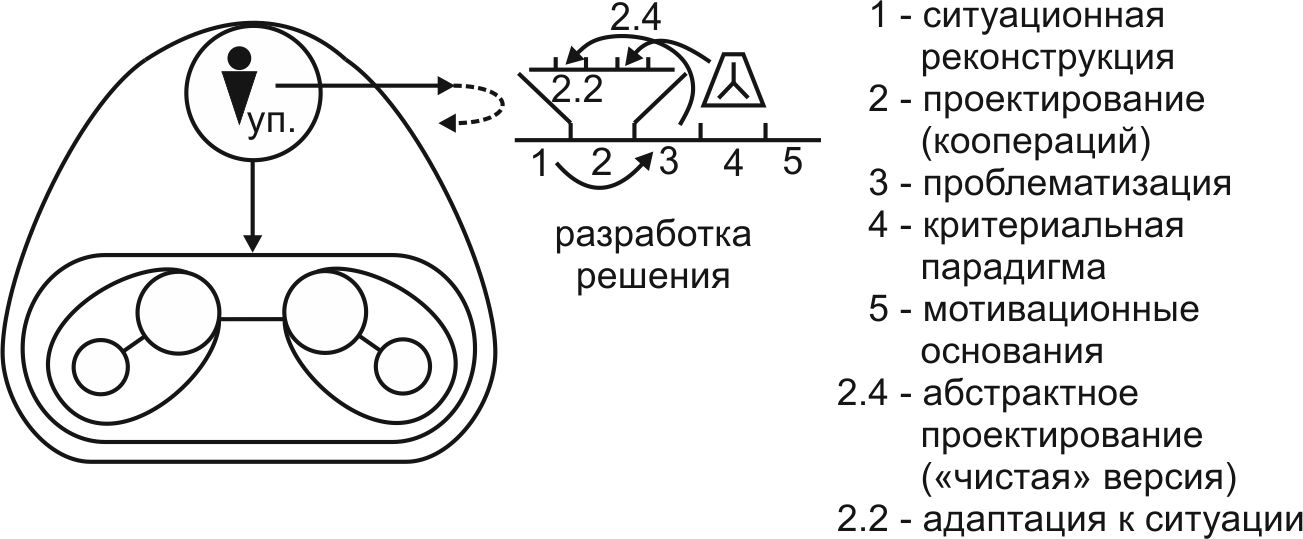 уп.
2.4
2.2
1 2 3 4 5
разработка
решения
1 - ситуационная
реконструкция
2 - проектирование
(коопераций)
3 - проблематизация
4 - критериальная
парадигма
5 - мотивационные
основания
2.4 - абстрактное
проектирование
(«чистая» версия)
2.2 - адаптация к ситуации